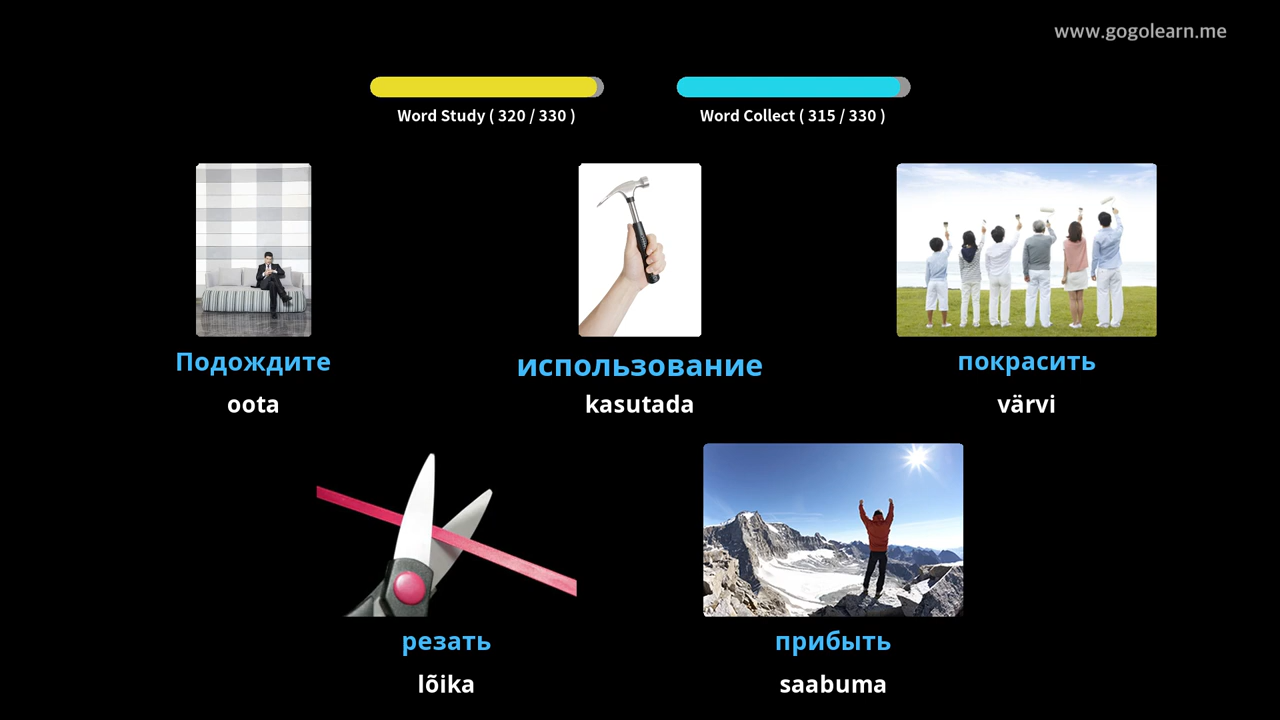 www.gogolearn.me
Word Study ( 320 / 330 )
Word Collect ( 315 / 330 )
Подождите
oota
использование
kasutada
покрасить
värvi
резать
lõika
прибыть
saabuma